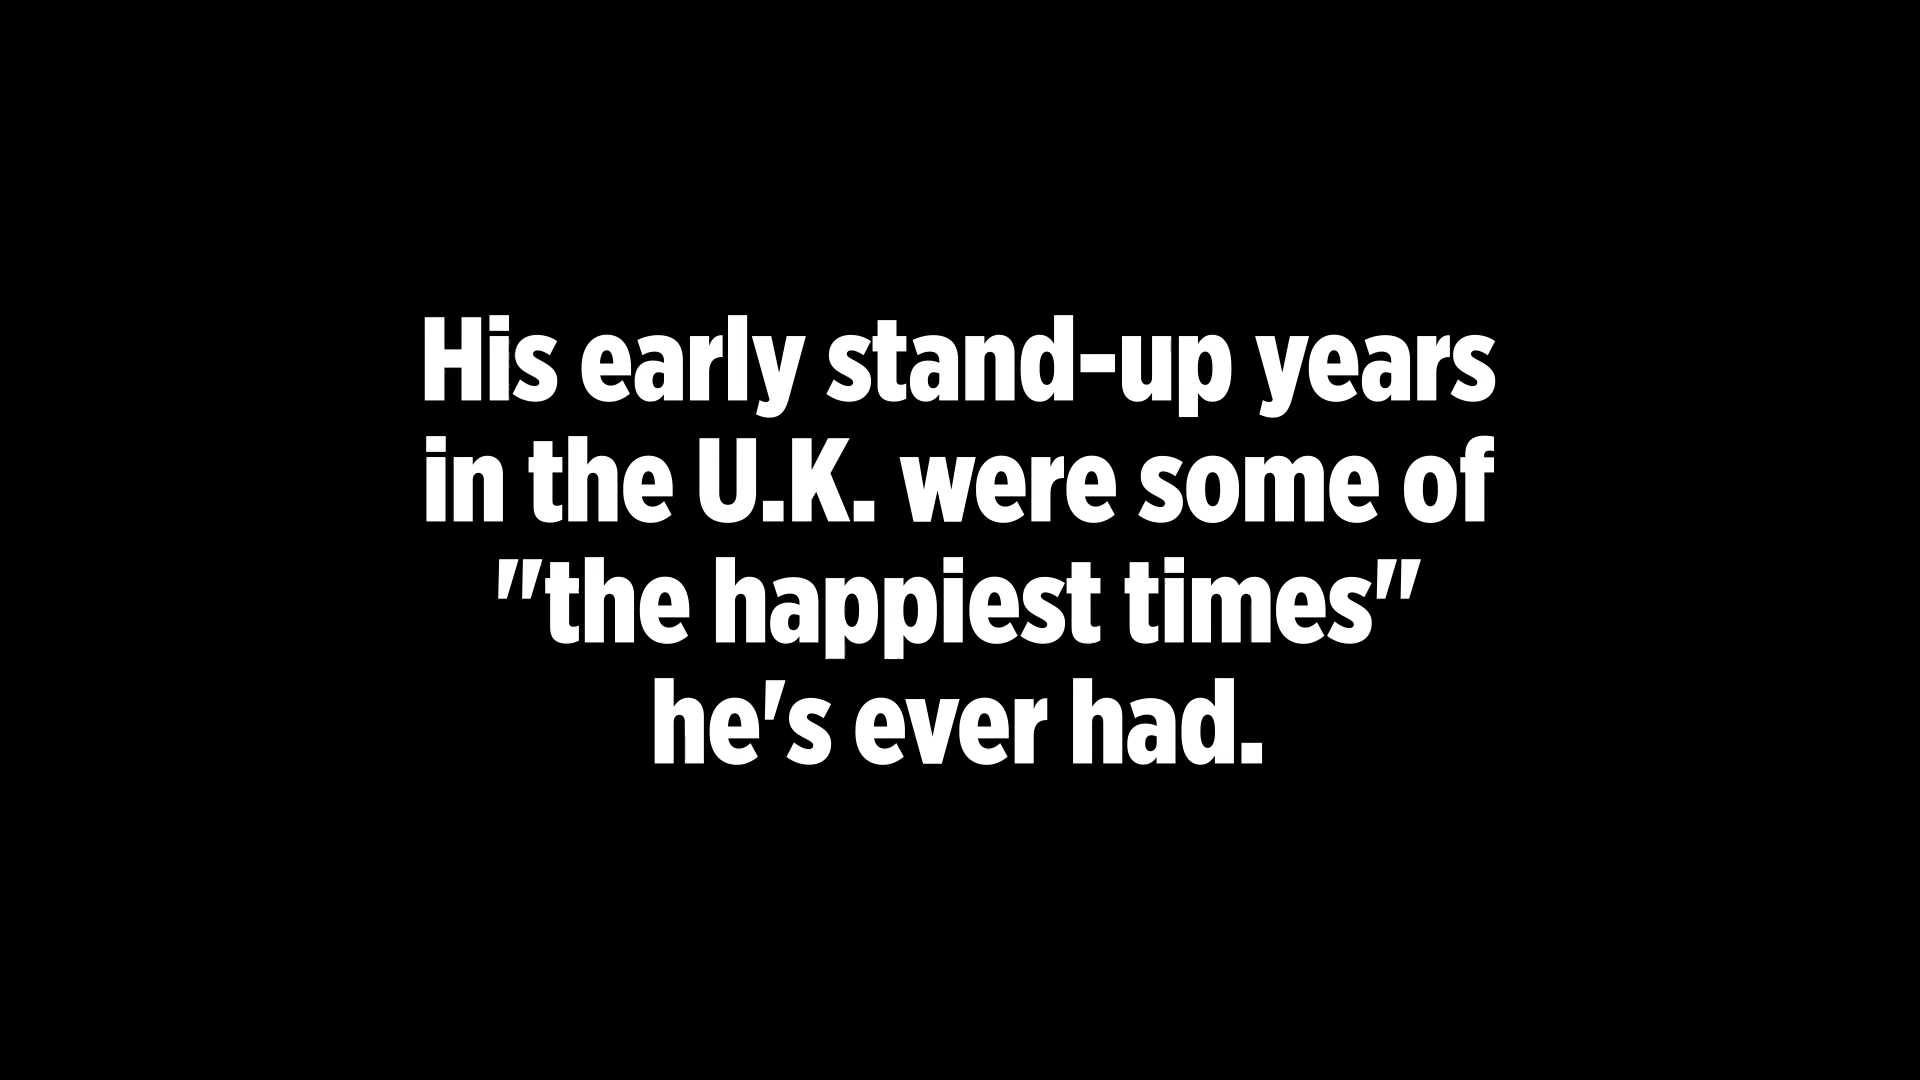 His early stand-up years
in the U.K. were some of
"the happiest times"
he's ever had.